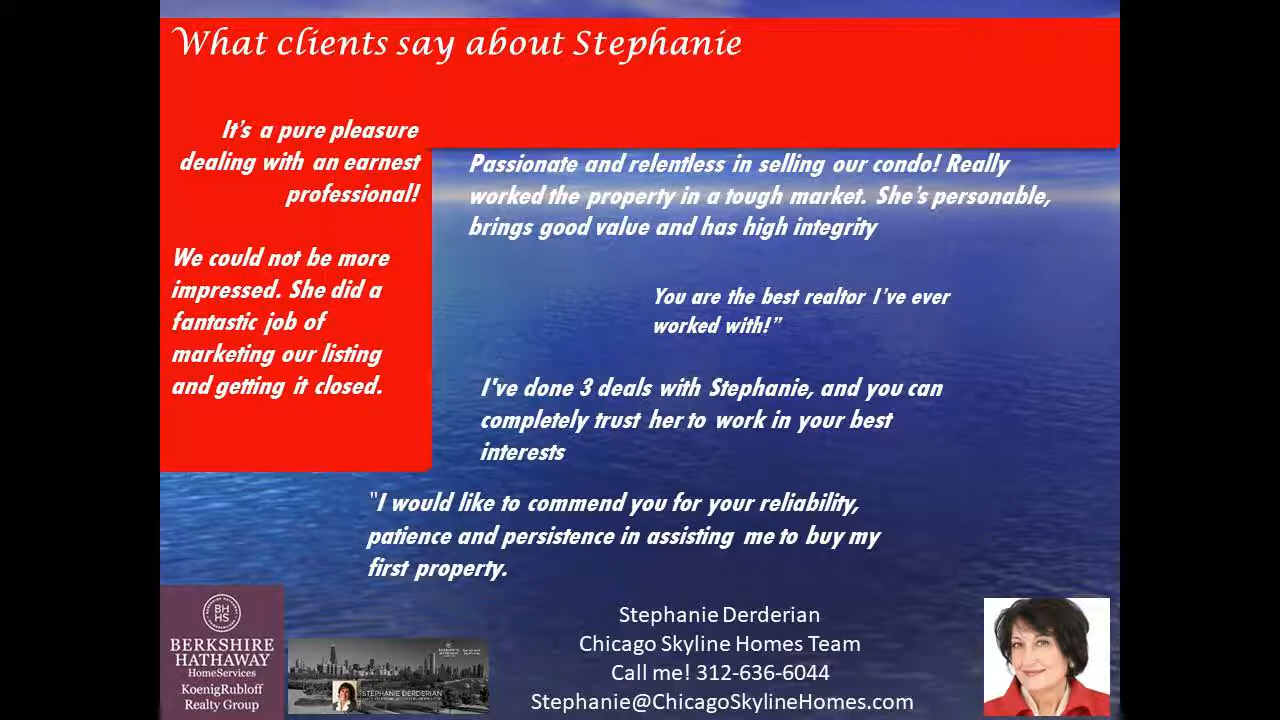 What clients say about Stephanie
It's a pure pleasure
dealing with an earnest
professional!
We could not be more
impressed. She did a
fantastic job of
marketing our listing
and getting it closed.
Passionate and relentless in selling our condo! Really
worked the property in a tough market. She's personable,
brings good value and has high integrity
You are the best realtor I've ever
worked with!”
I've done 3 deals with Stephanie, and you can
completely trust her to work in your best
interests
"I would like to commend you for your reliability,
patience and persistence in assisting me to buy my
first property.
BH
HS
BERKSHIRE
HATHAWAY
HomeServices
KoenigRubloff
Realty Group
STEPHANIE DERDERIAN
Stephanie Derderian
Chicago Skyline Homes Team
Call me! 312-636-6044
Stephanie@ChicagoSkylineHomes.com